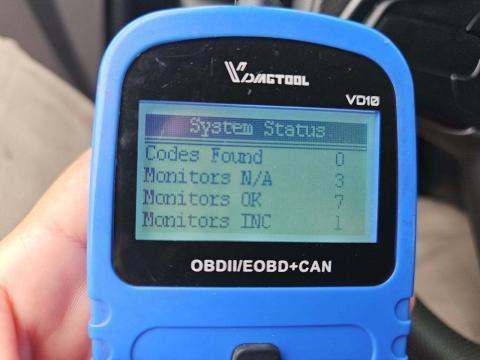 VDIAGTOOL
VD10
System Status
Codes Found 0
Monitors N/A 3
Monitors OK 7
Monitors INC 1
OBDII/EOBD+CAN